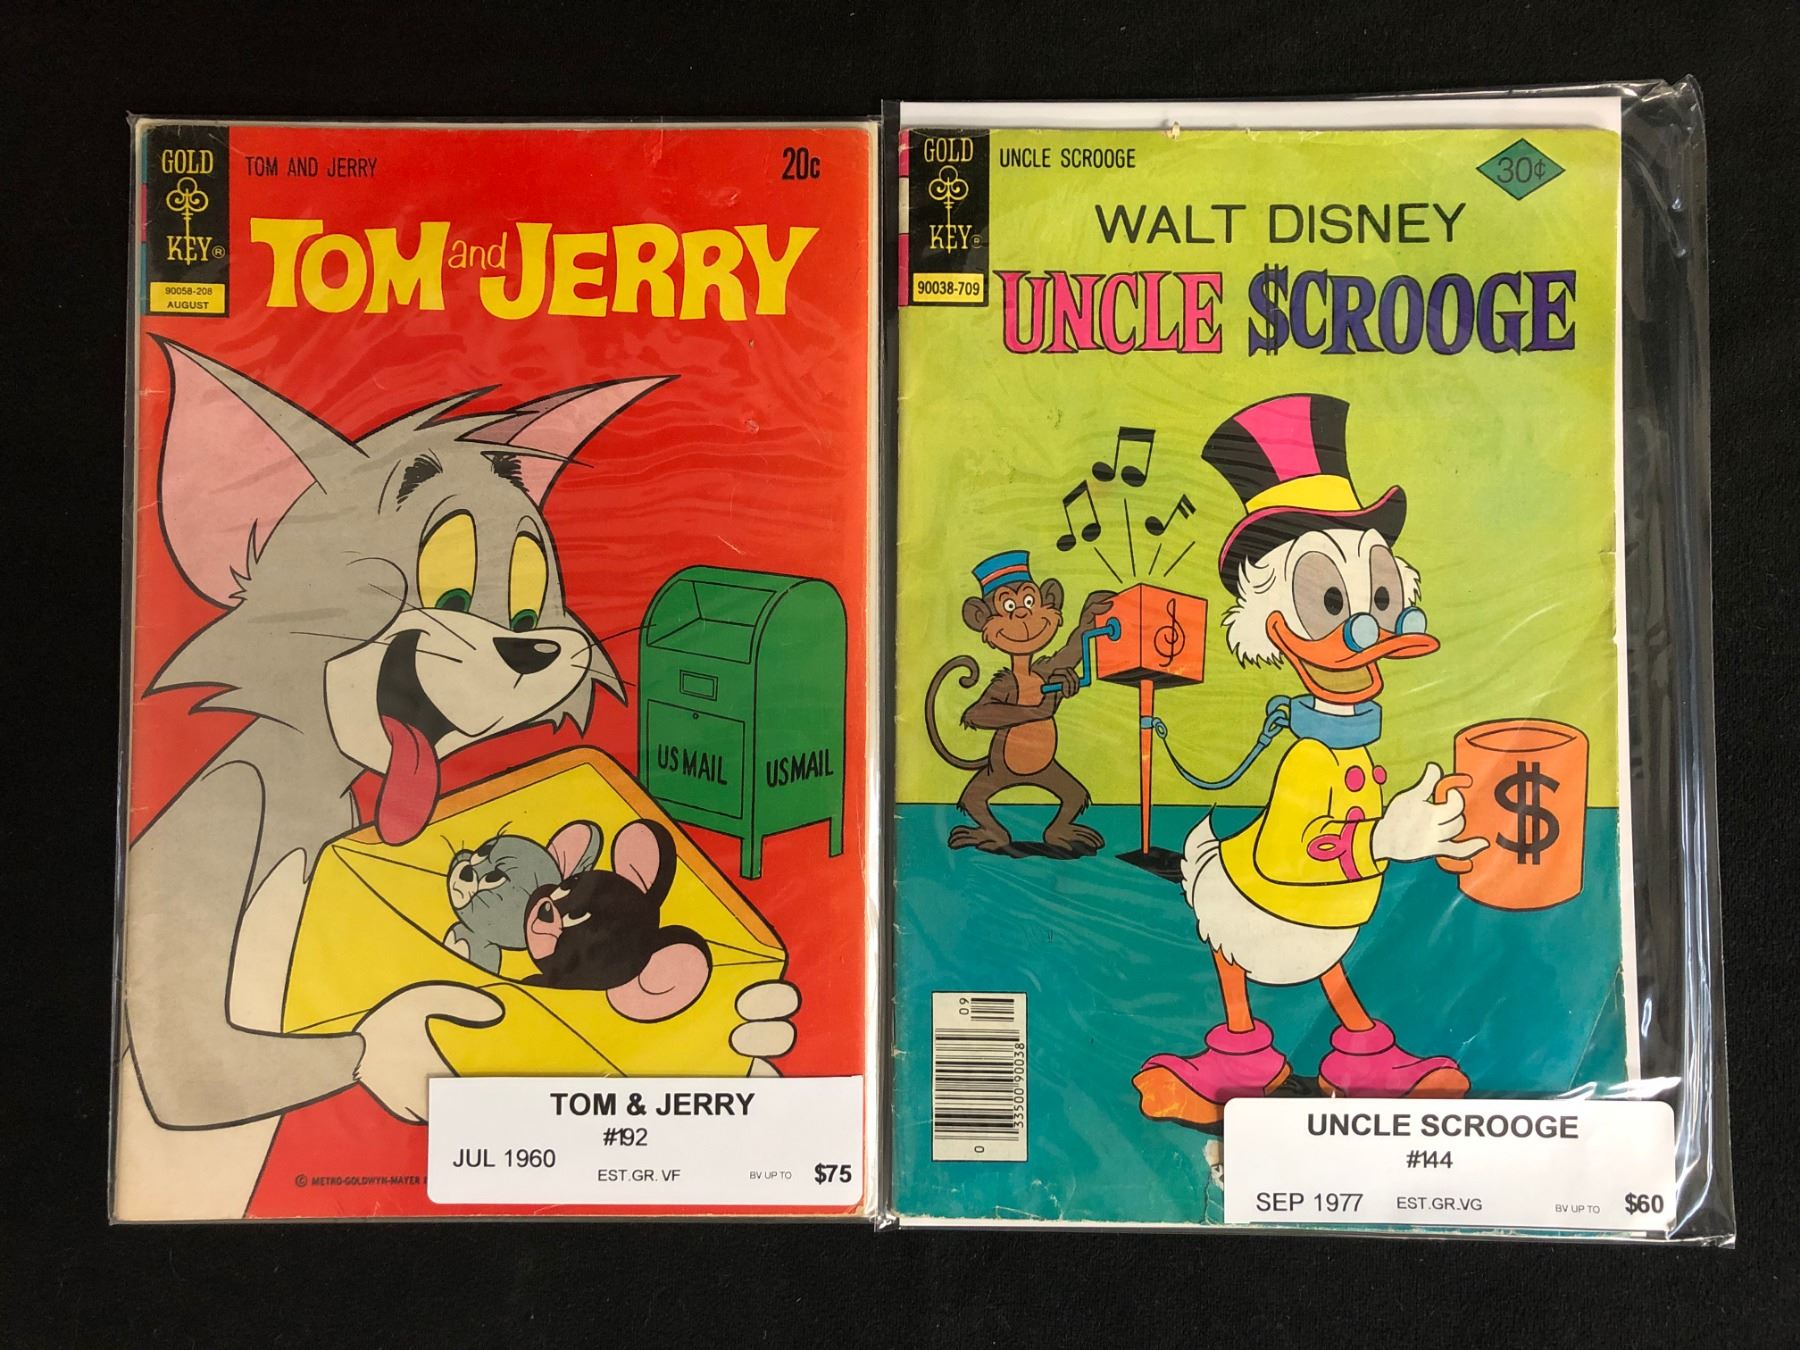 GOLD
KEY®
TOM AND JERRY
20c
TOM and JERRY
90058-208
AUGUST
US MAIL
US MAIL
© METRO-GOLDWYN-MAYER
TOM & JERRY
#192
JUL 1960
EST.GR. VF
BV UP TO
$75
GOLD
KEY®
UNCLE SCROOGE
30¢
WALT DISNEY
90038-709
UNCLE $CROOGE
$
09
33500 90038
0
UNCLE SCROOGE
#144
SEP 1977
EST.GR.VG
BV UP TO
$60